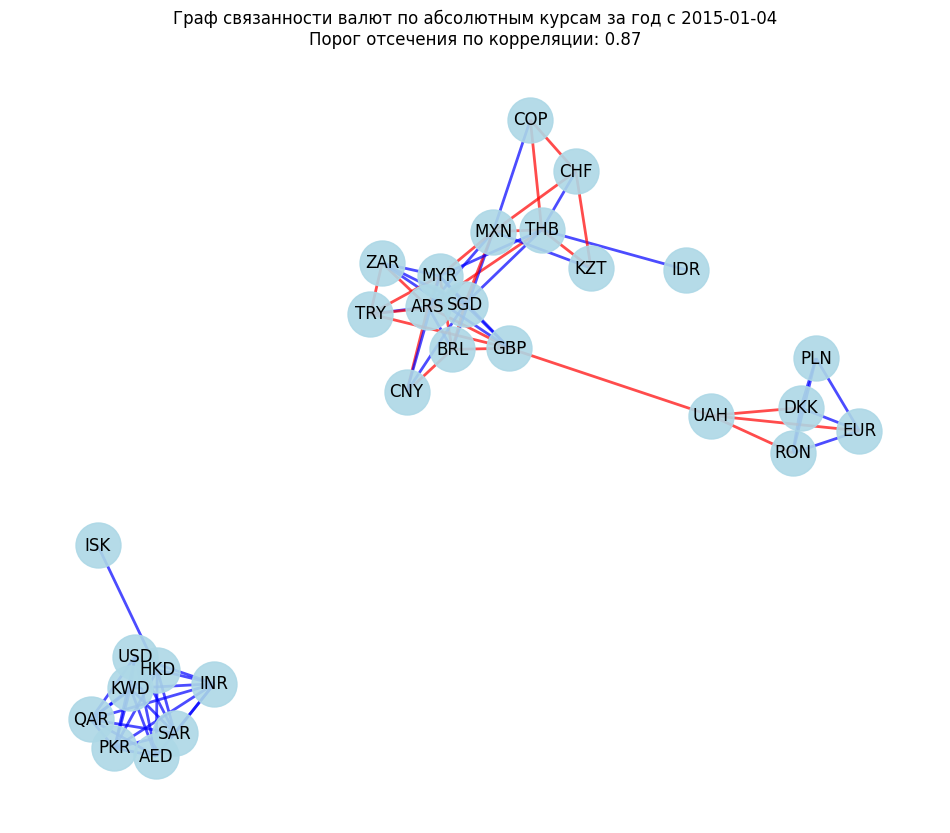 Граф связанности валют по абсолютным курсам за год с 2015-01-04
Порог отсечения по корреляции: 0.87
COP
CHF
MXN
THB
ZAR
MYR
KZT
IDR
TRY
ARS
SGD
BRL
GBP
CNY
PLN
UAH
DKK
EUR
RON
ISK
USD
HKD
KWD
INR
QAR
PKR
SAR
AED